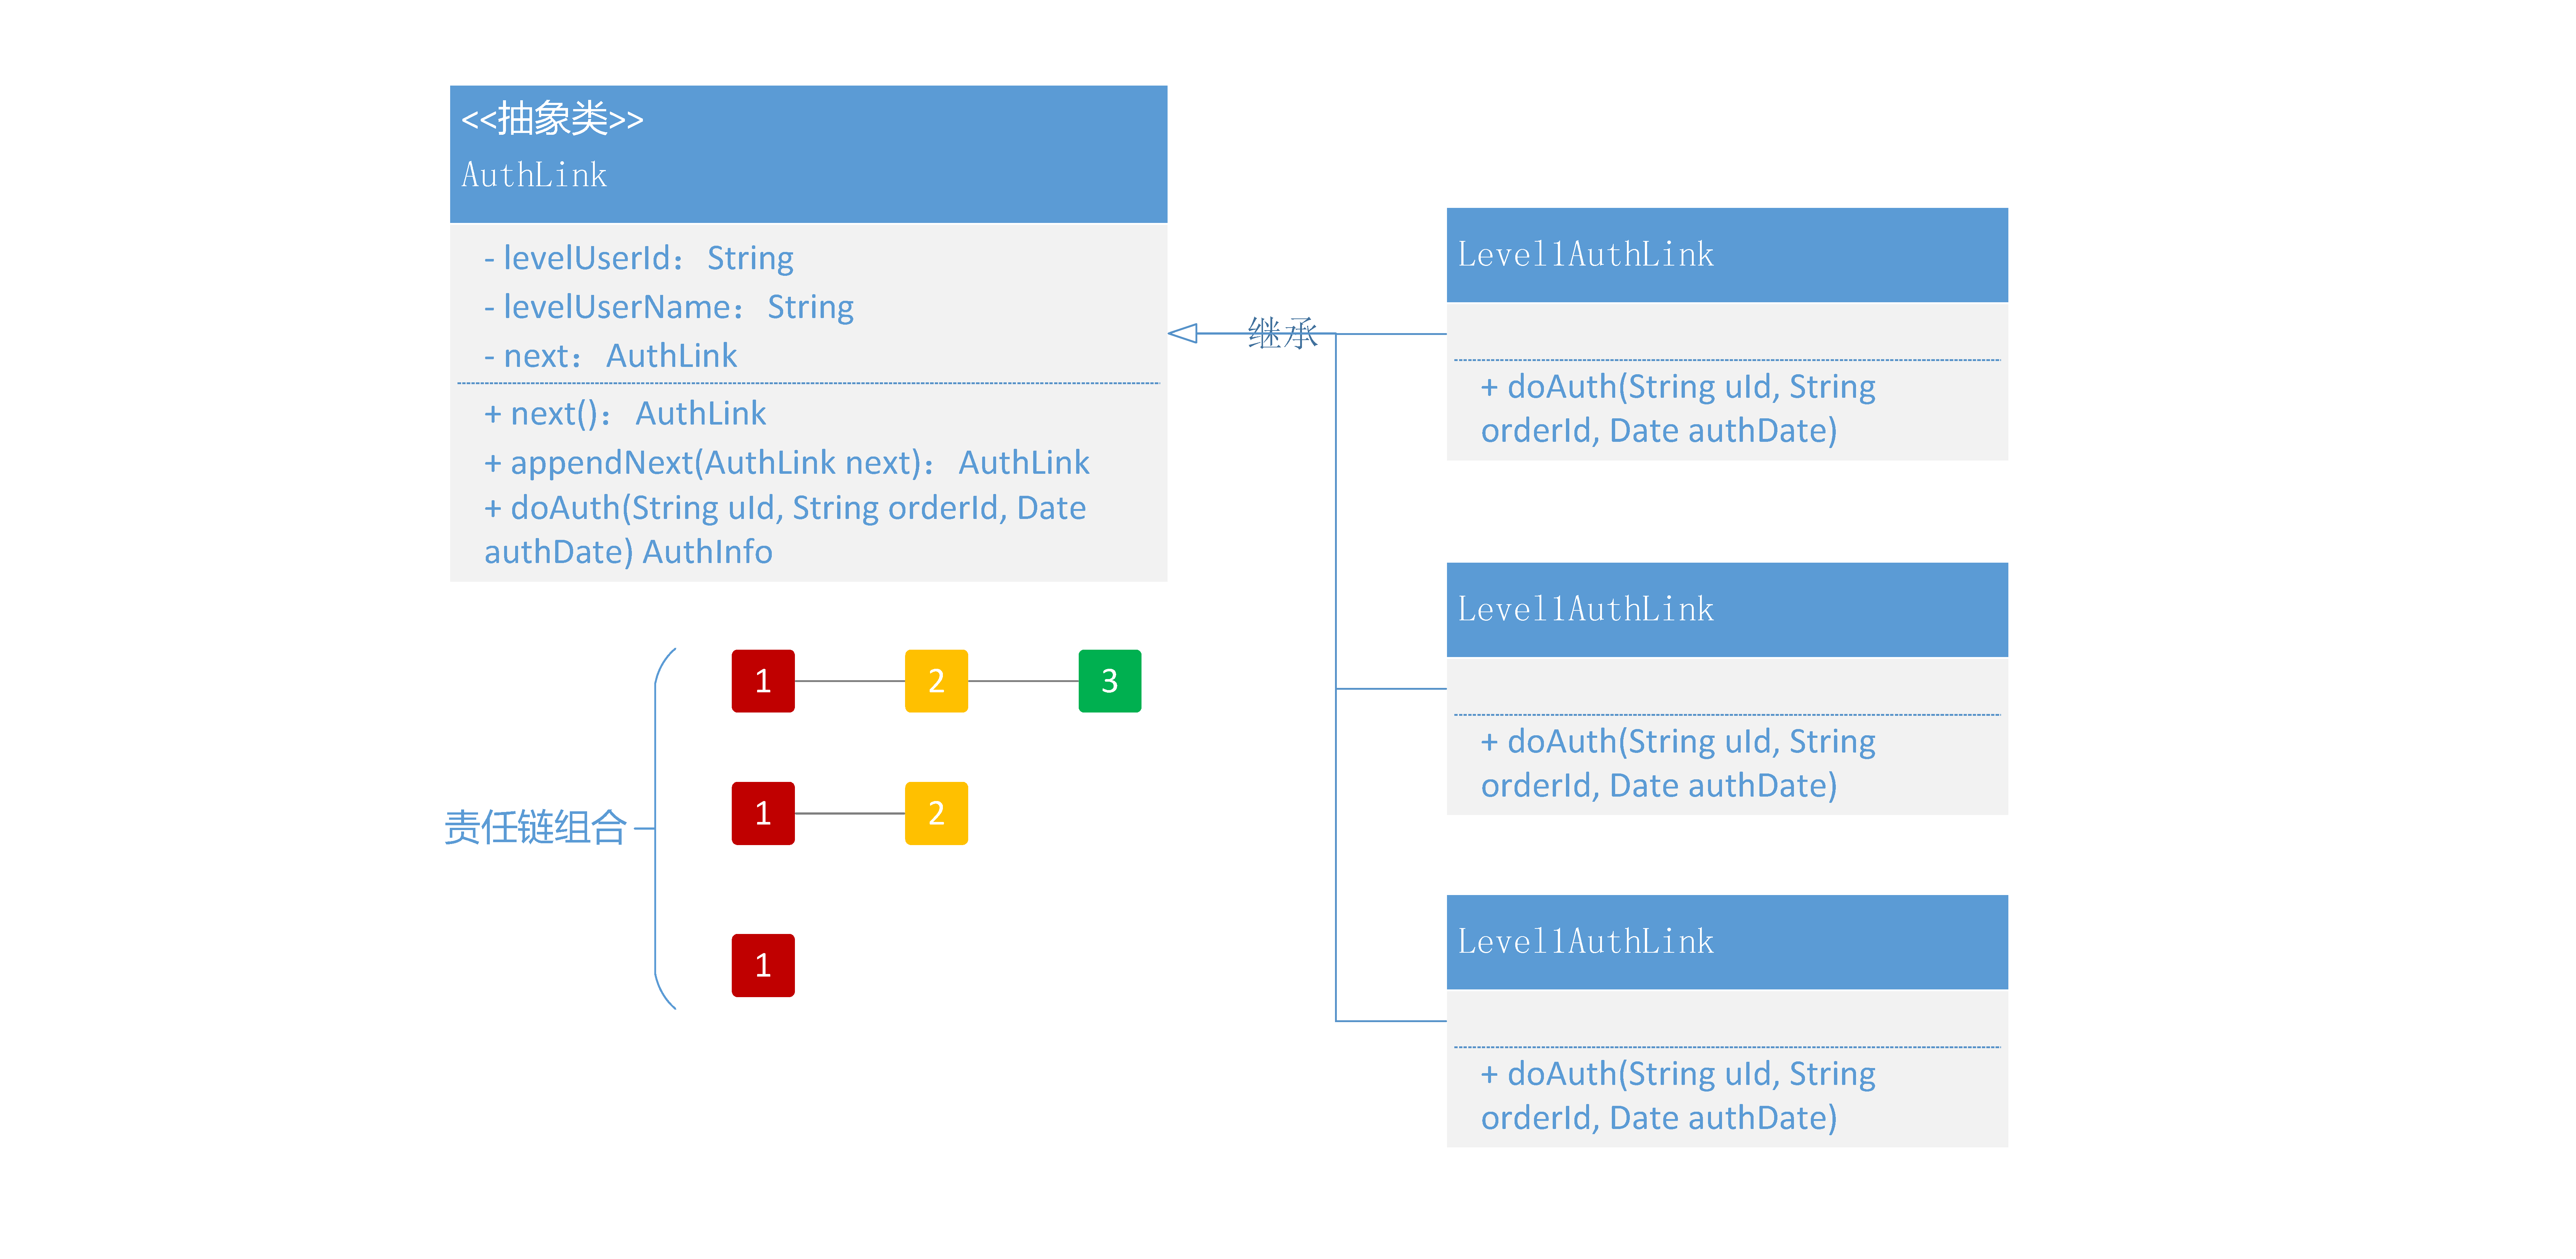 <<抽象类>>
AuthLink
- levelUserId： String
- levelUserName： String
- next： AuthLink
+ next()： AuthLink
+ appendNext(AuthLink next)： AuthLink
+ doAuth(String uId, String orderId, Date
authDate) AuthInfo
继承
Level1AuthLink
+ doAuth(String uId, String
orderId, Date authDate)
Level1AuthLink
+ doAuth(String uId, String
orderId, Date authDate)
Level1AuthLink
+ doAuth(String uId, String
orderId, Date authDate)
责任链组合
1 2 3
1 2
1